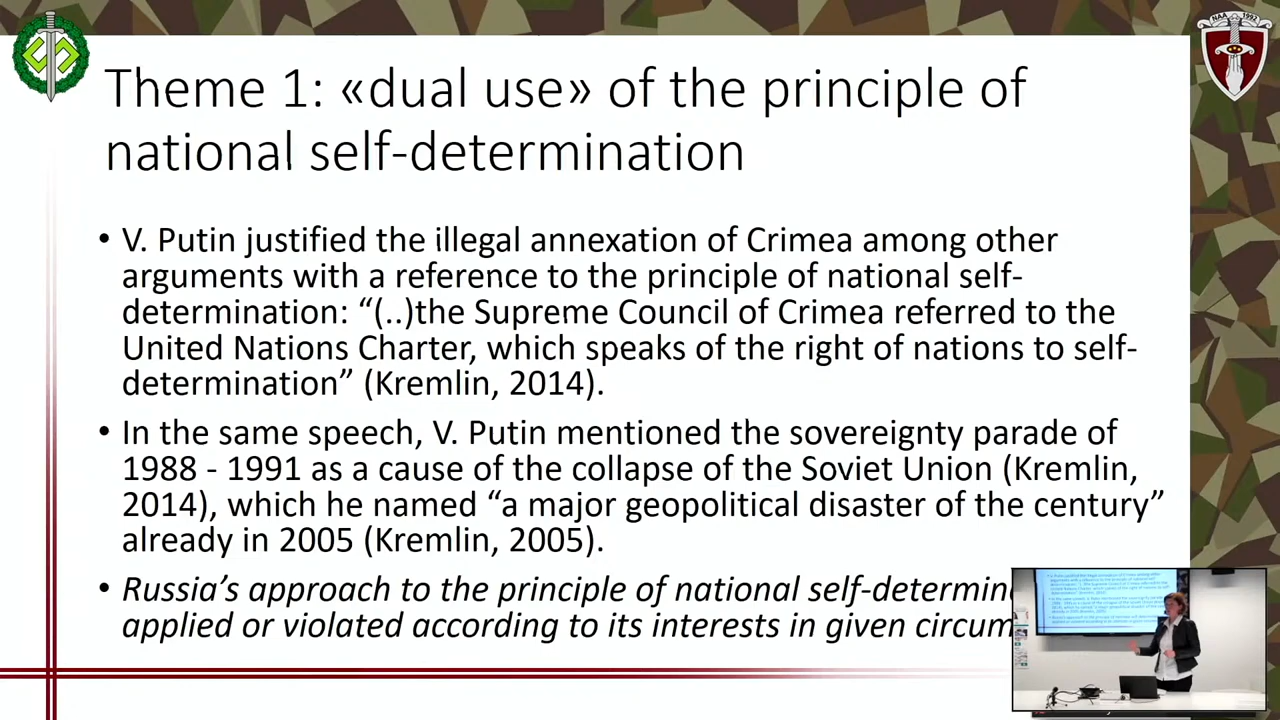 Theme 1: «dual use» of the principle of
national self-determination
• V. Putin justified the illegal annexation of Crimea among other
arguments with a reference to the principle of national self-
determination: “(..)the Supreme Council of Crimea referred to the
United Nations Charter, which speaks of the right of nations to self-
determination” (Kremlin, 2014).
• In the same speech, V. Putin mentioned the sovereignty parade of
1988 - 1991 as a cause of the collapse of the Soviet Union (Kremlin,
2014), which he named “a major geopolitical disaster of the century”
already in 2005 (Kremlin, 2005).
• Russia’s approach to the principle of national self-determin
applied or violated according to its interests in given circum
NAA 1992